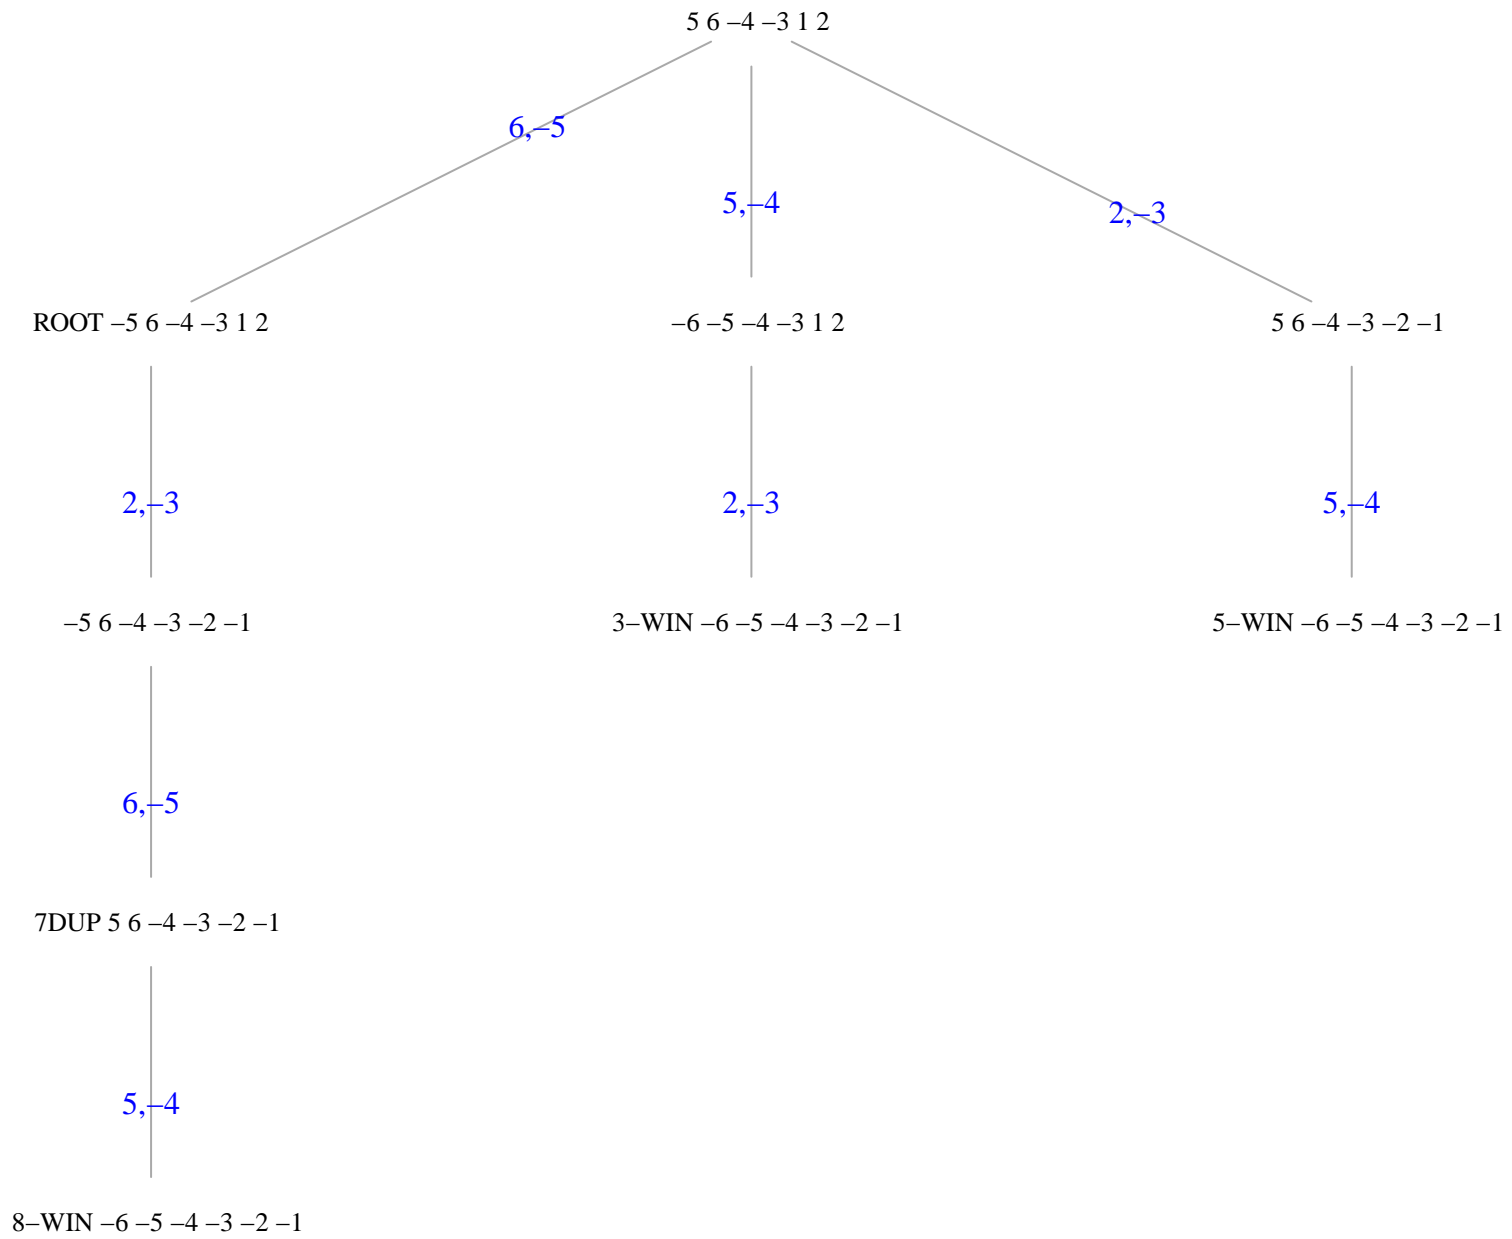 5 6 –4 –3 1 2
6,–5
5,–4
2,–3
ROOT –5 6 –4 –3 1 2
–6 –5 –4 –3 1 2
5 6 –4 –3 –2 –1
2,–3
2,–3
5,–4
–5 6 –4 –3 –2 –1
3–WIN –6 –5 –4 –3 –2 –1
5–WIN –6 –5 –4 –3 –2 –1
6,–5
7DUP 5 6 –4 –3 –2 –1
5,–4
8–WIN –6 –5 –4 –3 –2 –1